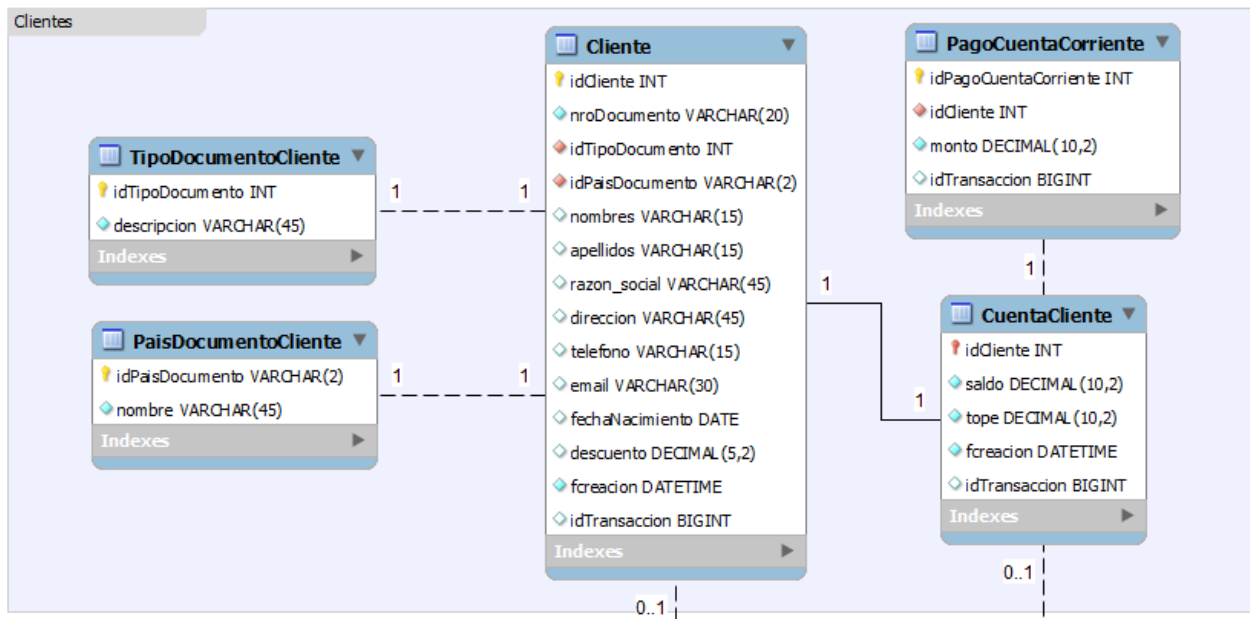 Clientes
TipoDocumentoCliente
idTipoDocumento INT
descripcion VARCHAR(45)
Indexes
1
1
PaisDocumentoCliente
idPaisDocumento VARCHAR(2)
nombre VARCHAR(45)
Indexes
1
1
Cliente
idCliente INT
nroDocumento VARCHAR(20)
idTipoDocumento INT
idPaisDocumento VARCHAR(2)
nombres VARCHAR(15)
apellidos VARCHAR(15)
razon_social VARCHAR(45)
direccion VARCHAR(45)
telefono VARCHAR(15)
email VARCHAR(30)
fechaNacimiento DATE
descuento DECIMAL(5,2)
fcreacion DATETIME
idTransaccion BIGINT
Indexes
0..1
1
1
PagoCuentaCorriente
idPagoCuentaCorriente INT
idCliente INT
monto DECIMAL(10,2)
idTransaccion BIGINT
Indexes
1
CuentaCliente
idCliente INT
saldo DECIMAL(10,2)
tope DECIMAL(10,2)
fcreacion DATETIME
idTransaccion BIGINT
Indexes
0..1